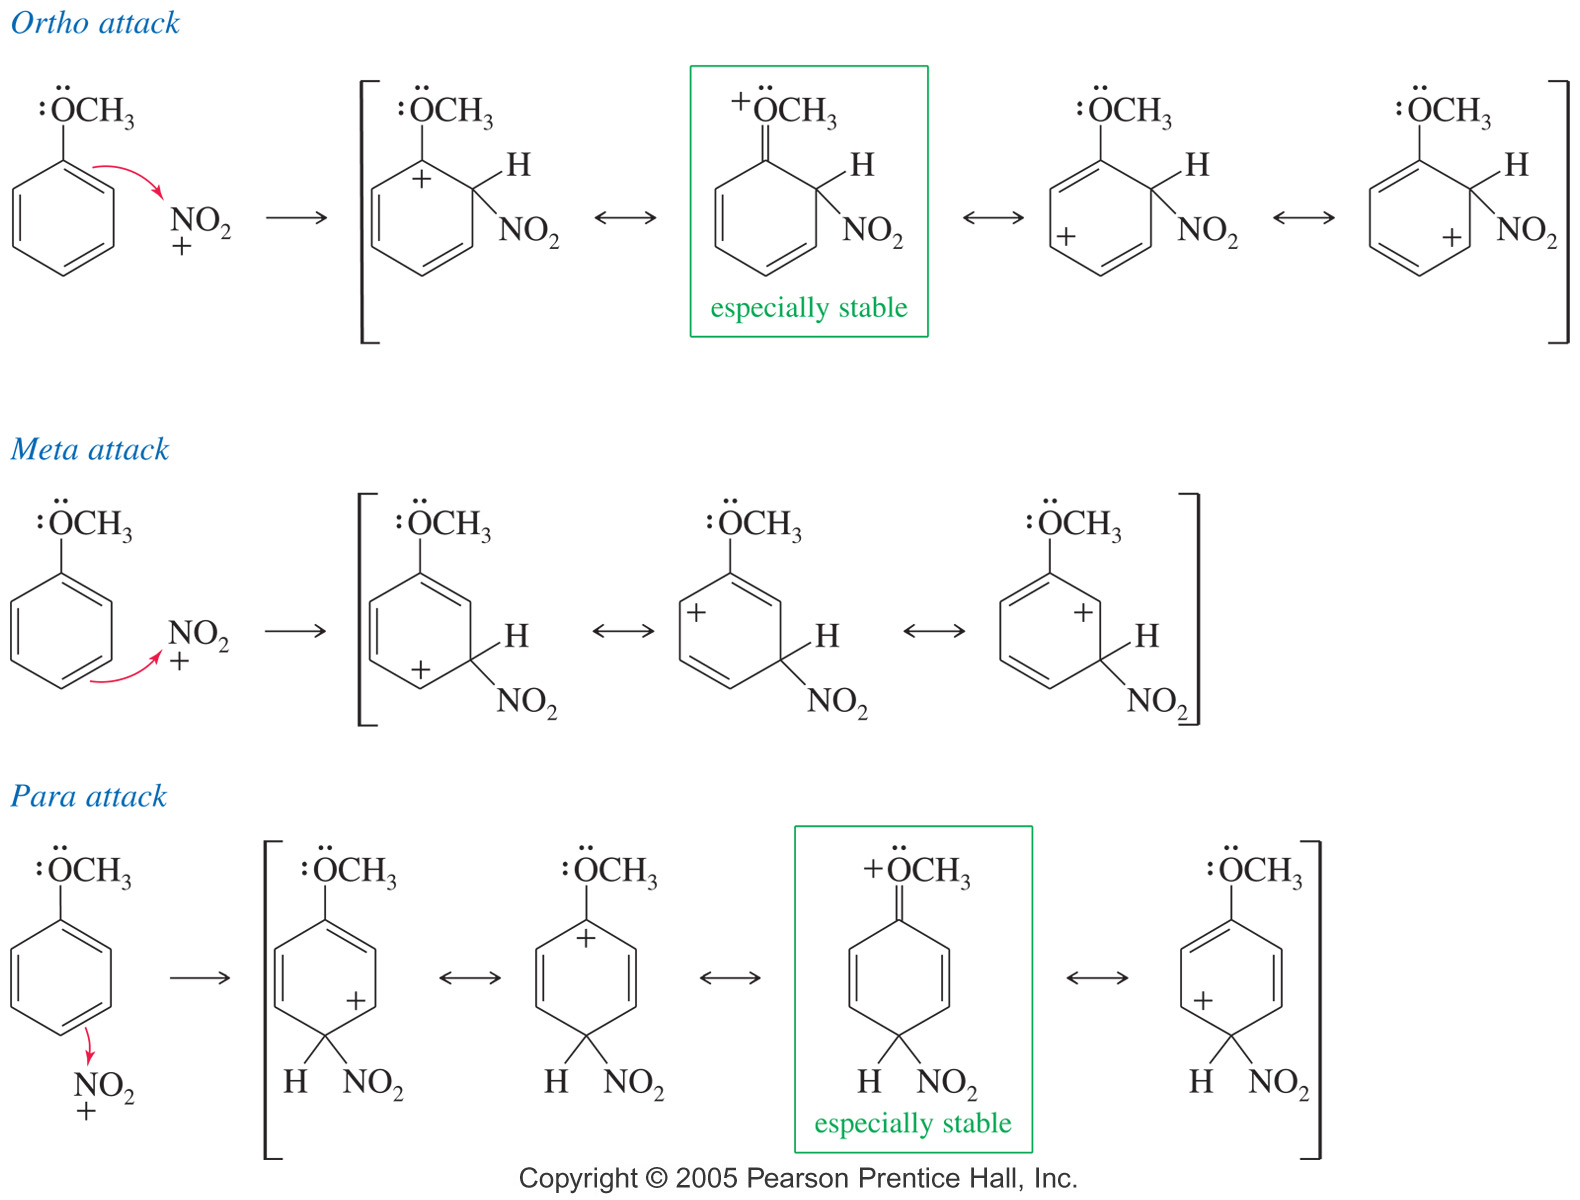 Ortho attack
:ÖCH3 :ÖCH3 +ÖCH3 :ÖCH3 :ÖCH3
H H H H
+
NO2 NO2 NO2 NO2 NO2
+ + +
especially stable
Meta attack
:ÖCH3 :ÖCH3 :ÖCH3 :ÖCH3
+ +
NO2 H H H
+ +
NO2 NO2 NO2
Para attack
:ÖCH3 :ÖCH3 :ÖCH3 +ÖCH3 :ÖCH3
+
+ +
NO2 H NO2 H NO2 H NO2 H NO2
+
especially stable
Copyright © 2005 Pearson Prentice Hall, Inc.